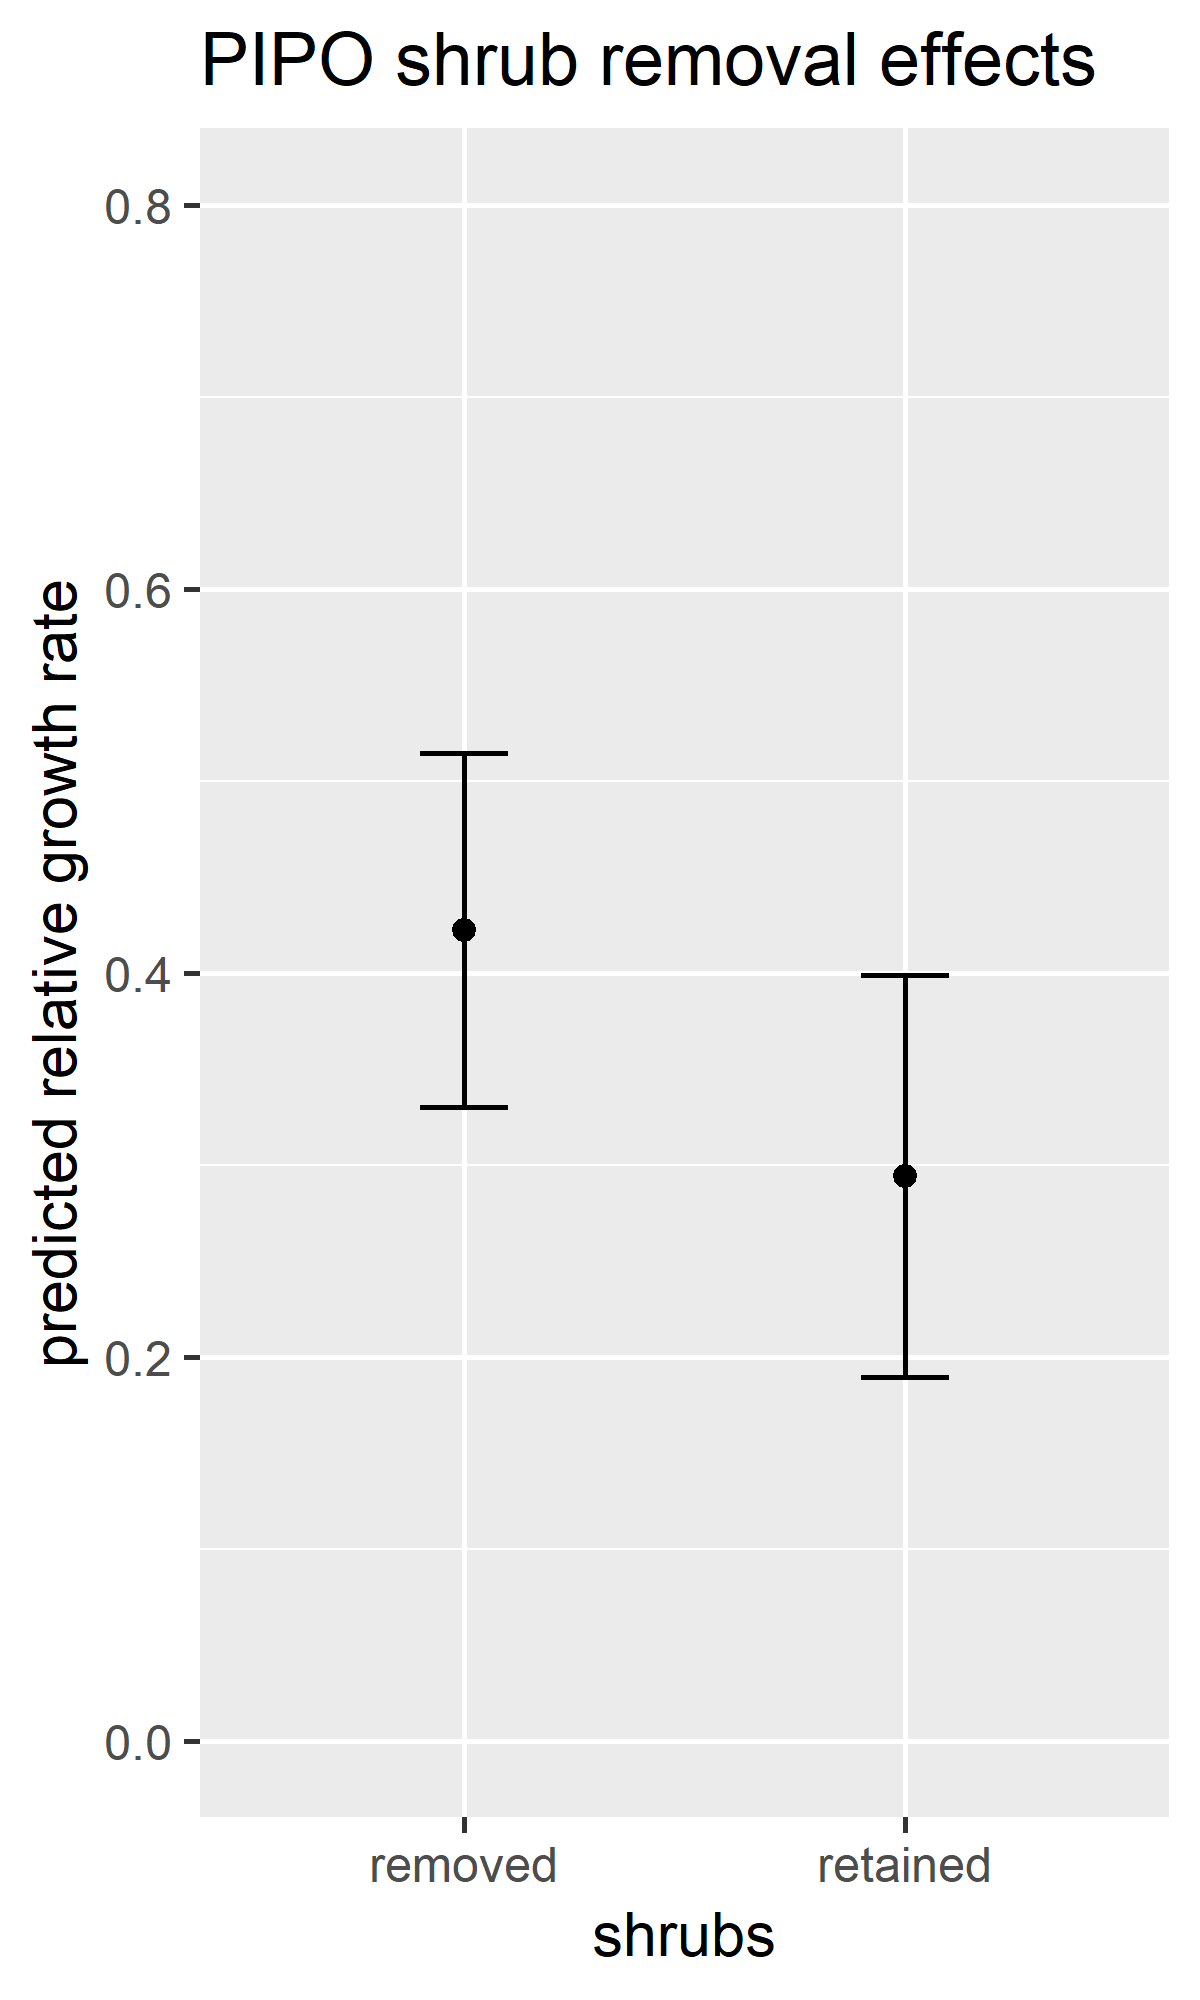 PIPO shrub removal effects
predicted relative growth rate
0.8
0.6
0.4
0.2
0.0
removed
retained
shrubs